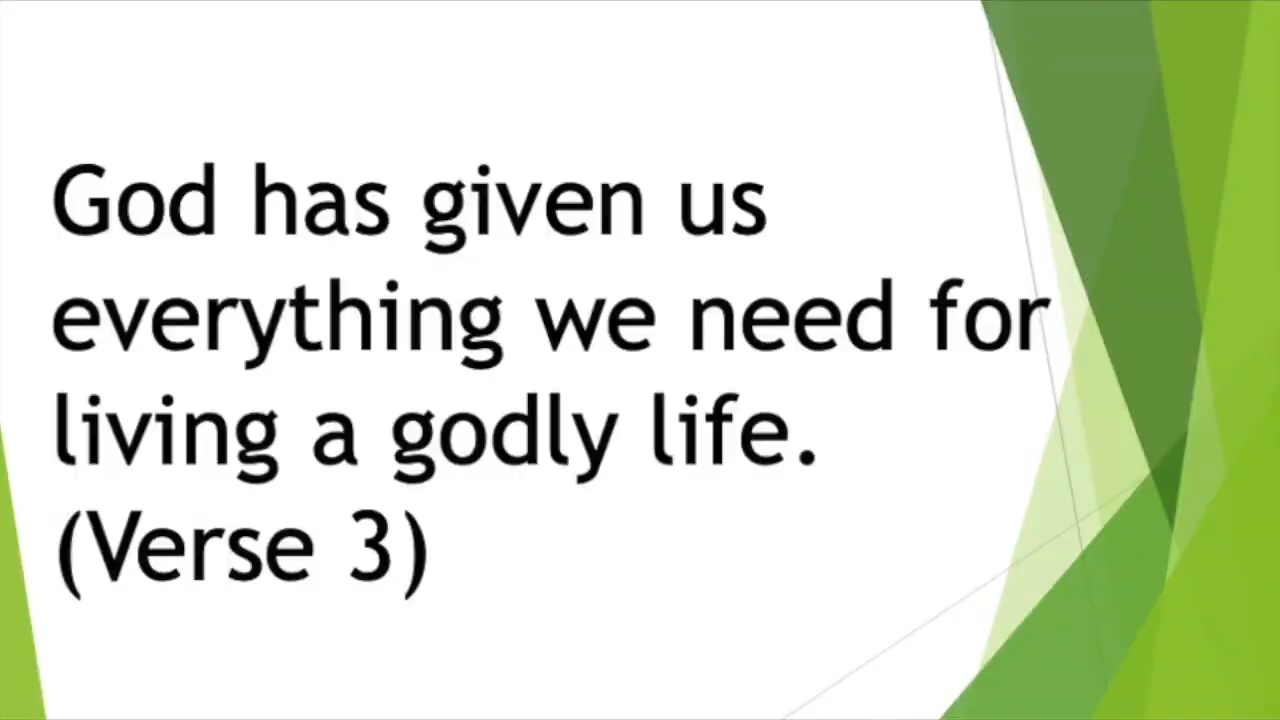 God has given us
everything we need for
living a godly life.
(Verse 3)